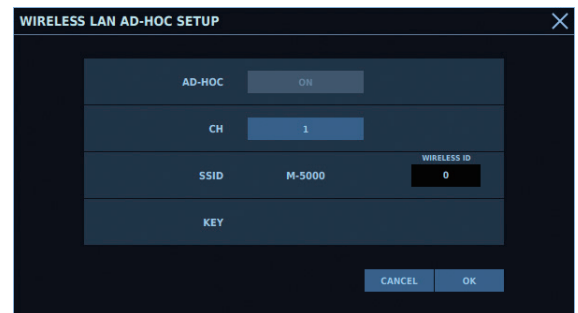 WIRELESS LAN AD-HOC SETUP
AD-HOC ON
CH 1
WIRELESS ID
SSID M-5000 0
KEY
CANCEL OK